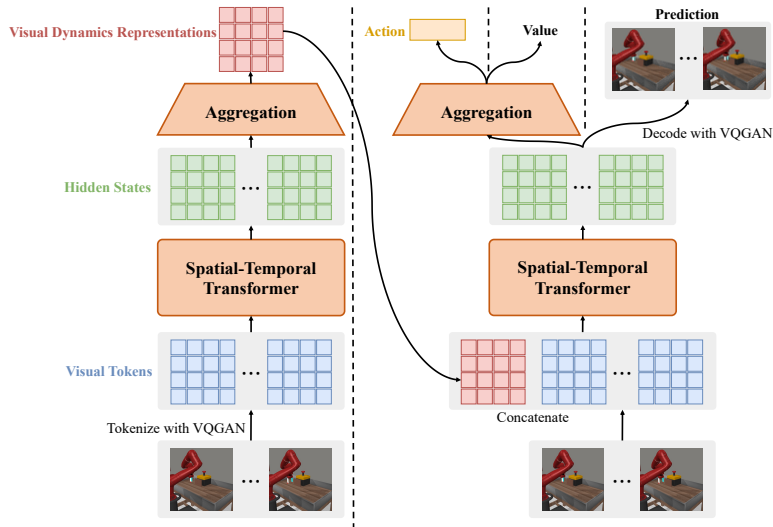 Visual Dynamics Representations
Aggregation
Hidden States
...
Spatial-Temporal
Transformer
Visual Tokens
...
Tokenize with VQGAN
...
Action
Value
Prediction
...
Aggregation
Decode with VQGAN
...
Spatial-Temporal
Transformer
...
Concatenate
...